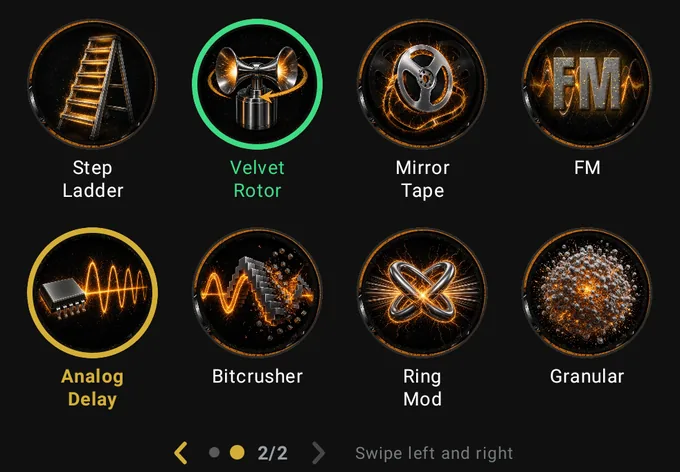 Step
Ladder
Velvet
Rotor
Mirror
Tape
FM
FM
Analog
Delay
Bitcrusher
Ring
Mod
Granular
2/2
Swipe left and right